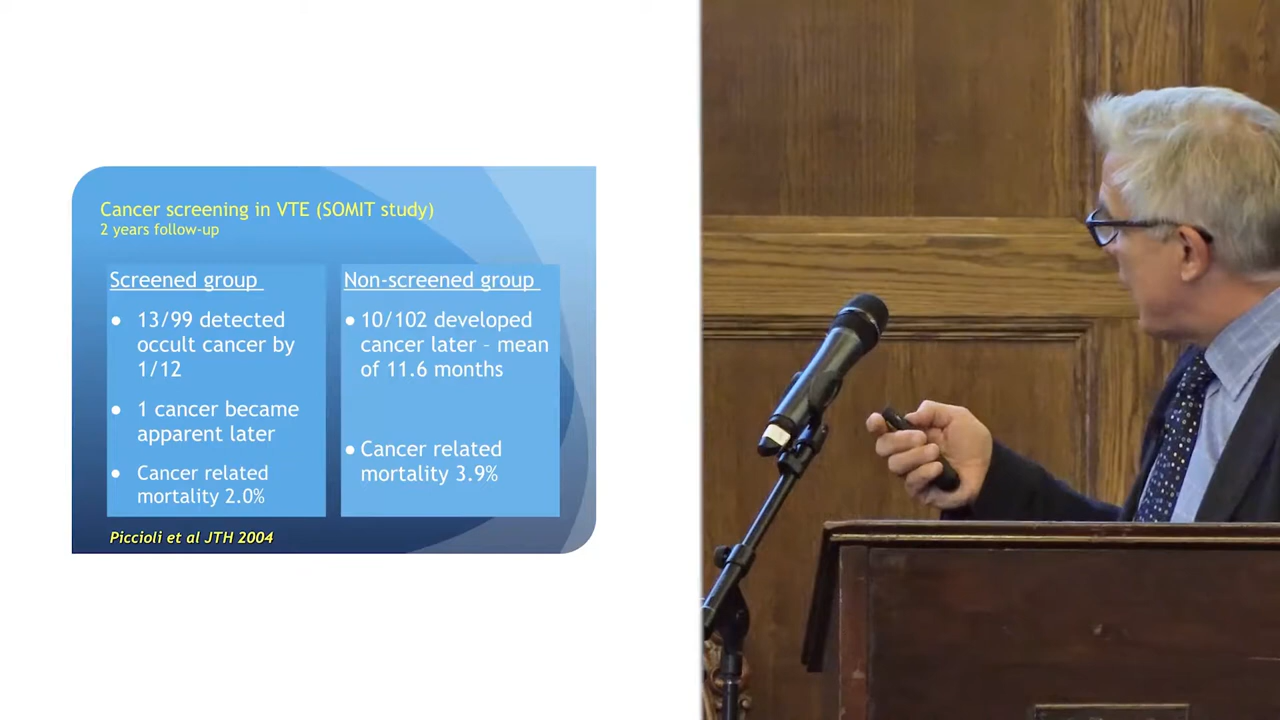 Cancer screening in VTE (SOMIT study)
2 years follow-up
Screened group
• 13/99 detected
occult cancer by
1/12
• 1 cancer became
apparent later
• Cancer related
mortality 2.0%
Non-screened group
• 10/102 developed
cancer later – mean
of 11.6 months
• Cancer related
mortality 3.9%
Piccioli et al JTH 2004